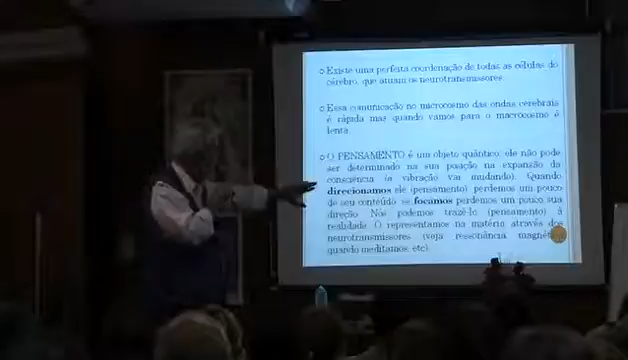 Existe uma perfeita coordenação de todas as células do
cérebro, que atuam os neurotransmissores.
Essa comunicação no microcosmo das ondas cerebrais
é rápida mas quando vamos para o macrocosmo é
lenta.
O PENSAMENTO é um objeto quântico: ele não pode
ser determinado na sua posição na expansão da
consciência (a vibração vai mudando). Quando
direcionamos ele (pensamento) perdemos um pouco
de seu conteúdo, se focamos perdemos um pouco sua
direção. Nós podemos trazê-lo (pensamento) à
realidade. O representamos na matéria através dos
neurotransmissores (veja ressonância
quando meditamos, etc).